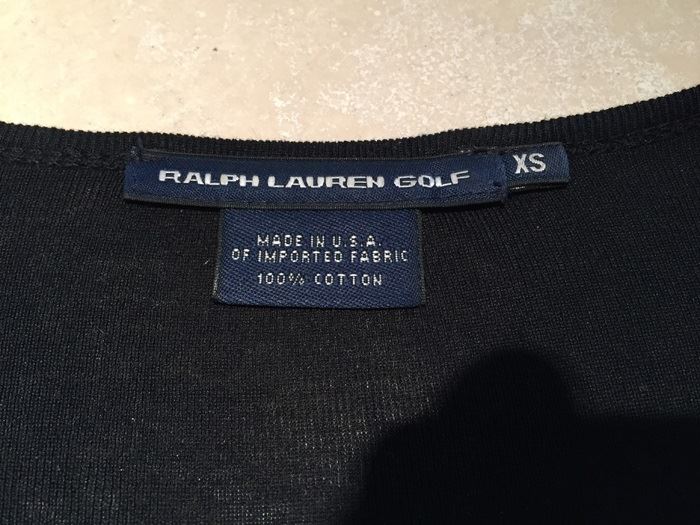 RALPH LAUREN GOLF
XS
MADE IN U.S.A.
OF IMPORTED FABRIC
100% COTTON